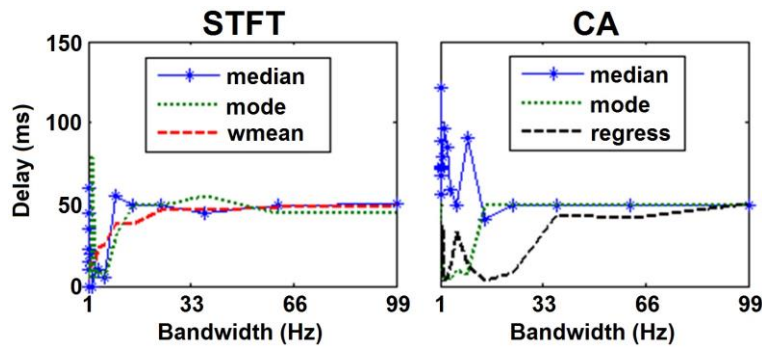 STFT
CA
150
100
50
0
Delay (ms)
median
mode
wmean
median
mode
regress
1 33 66 99
1 33 66 99
Bandwidth (Hz)
Bandwidth (Hz)